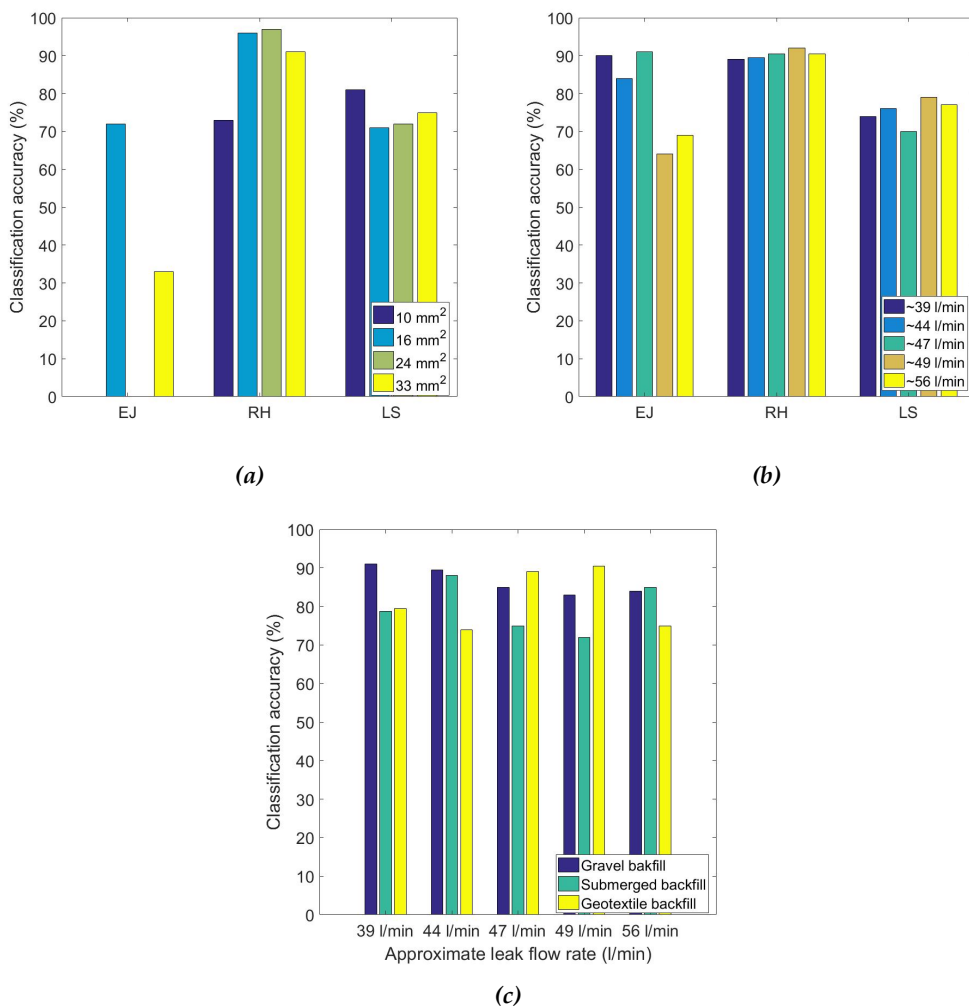 100
90
80
70
60
50
40
30
20
10
0
Classification accuracy (%)
EJ RH LS
10 mm²
16 mm²
24 mm²
33 mm²
(a)
100
90
80
70
60
50
40
30
20
10
0
Classification accuracy (%)
EJ RH LS
~39 l/min
~44 l/min
~47 l/min
~49 l/min
~56 l/min
(b)
100
90
80
70
60
50
40
30
20
10
0
Classification accuracy (%)
Gravel bakfill
Submerged backfill
Geotextile backfill
39 l/min 44 l/min 47 l/min 49 l/min 56 l/min
Approximate leak flow rate (l/min)
(c)